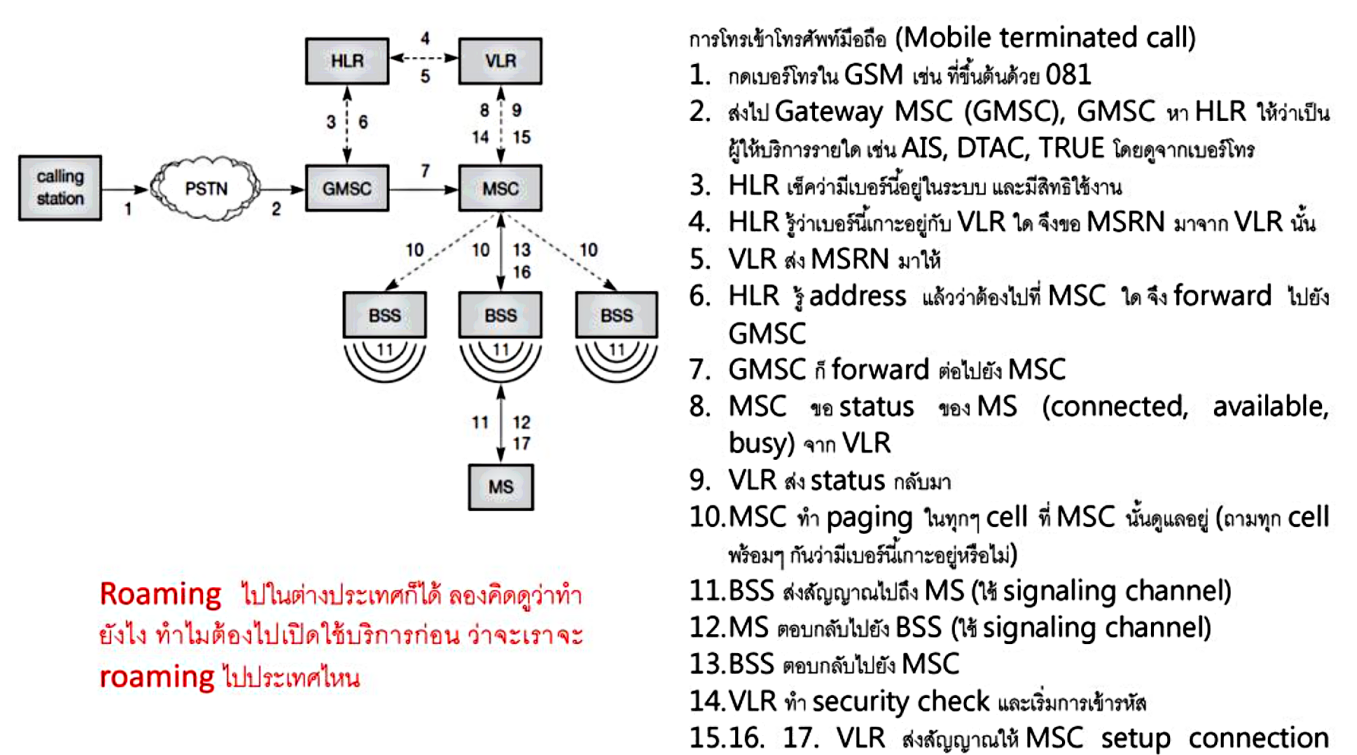 4
HLR
VLR
5
8 9
3 6
14 15
calling
station
PSTN
GMSC
7
MSC
1
2
10
10
13
10
16
BSS
BSS
BSS
11
11
11
11
12
17
MS
Roaming ไปในต่างประเทศก็ได้ ลองคิดดูว่าทำ
ยังไง ทำไมต้องไปเปิดใช้บริการก่อน ว่าจะเราจะ
roaming ไปประเทศไหน
การโทรเข้าโทรศัพท์มือถือ (Mobile terminated call)
1. กดเบอร์โทรใน GSM เช่น ที่ขึ้นต้นด้วย 081
2. ส่งไป Gateway MSC (GMSC), GMSC หา HLR ให้ว่าเป็น
ผู้ให้บริการรายใด เช่น AIS, DTAC, TRUE โดยดูจากเบอร์โทร
3. HLR เช็คว่ามีเบอร์นี้อยู่ในระบบ และมีสิทธิใช้งาน
4. HLR รู้ว่าเบอร์นี้เกาะอยู่กับ VLR ใด จึงขอ MSRN มาจาก VLR นั้น
5. VLR ส่ง MSRN มาให้
6. HLR รู้ address แล้วว่าต้องไปที่ MSC ใด จึง forward ไปยัง
GMSC
7. GMSC ก็ forward ต่อไปยัง MSC
8. MSC ขอ status ของ MS (connected, available,
busy) จาก VLR
9. VLR ส่ง status กลับมา
10.MSC ทำ paging ในทุกๆ cell ที่ MSC นั้นดูแลอยู่ (ถามทุก cell
พร้อมๆ กันว่ามีเบอร์นี้เกาะอยู่หรือไม่)
11.BSS ส่งสัญญาณไปถึง MS (ใช้ signaling channel)
12.MS ตอบกลับไปยัง BSS (ใช้ signaling channel)
13.BSS ตอบกลับไปยัง MSC
14.VLR ทำ security check และเริ่มการเข้ารหัส
15.16. 17. VLR ส่งสัญญาณให้ MSC setup connection